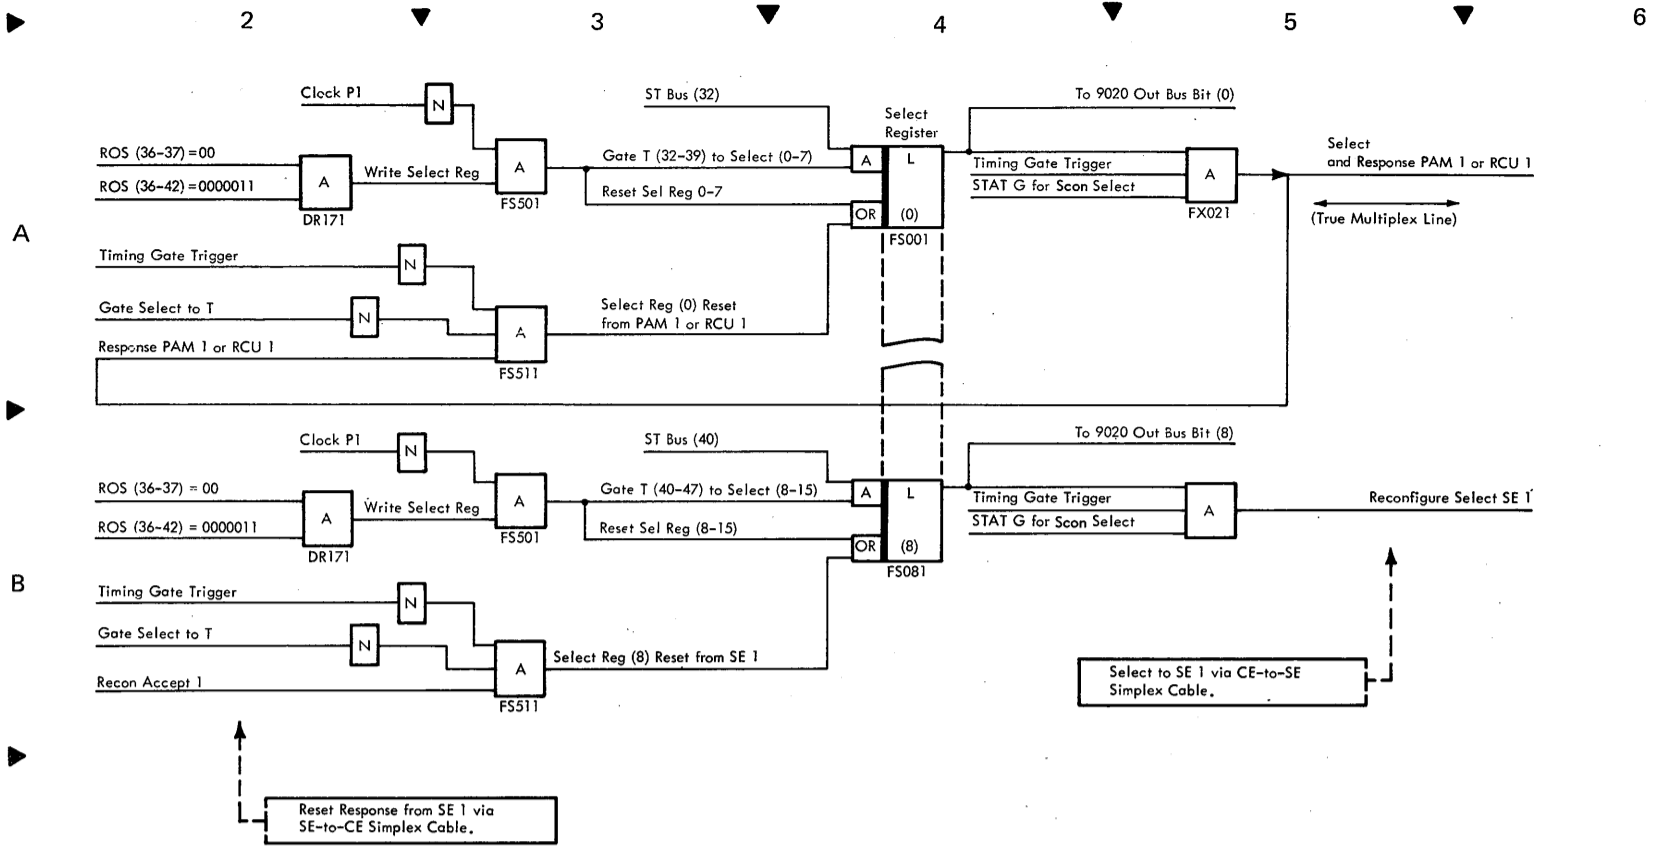 2 3 4 5 6
Clock P1
N
ST Bus (32)
To 9020 Out Bus Bit (0)
Select
Register
ROS (36-37) =00
ROS (36-42) =0000011
A
DR171
Write Select Reg
A
FS501
Gate T (32-39) to Select (0-7)
Reset Sel Reg 0-7
A
OR
L
(0)
FS001
Timing Gate Trigger
STAT G for Scon Select
A
FX021
Select
and Response PAM 1 or RCU 1
(True Multiplex Line)
A
Timing Gate Trigger
N
Gate Select to T
N
Response PAM 1 or RCU 1
A
FS511
Select Reg (0) Reset
from PAM 1 or RCU 1
Clock P1
N
ST Bus (40)
To 9020 Out Bus Bit (8)
ROS (36-37) = 00
ROS (36-42) = 0000011
A
DR171
Write Select Reg
A
FS501
Gate T (40-47) to Select (8-15)
Reset Sel Reg (8-15)
A
OR
L
(8)
FS081
Timing Gate Trigger
STAT G for Scon Select
A
Reconfigure Select SE 1
B
Timing Gate Trigger
N
Gate Select to T
N
Recon Accept 1
A
FS511
Select Reg (8) Reset from SE 1
Select to SE 1 via CE-to-SE
Simplex Cable.
Reset Response from SE 1 via
SE-to-CE Simplex Cable.